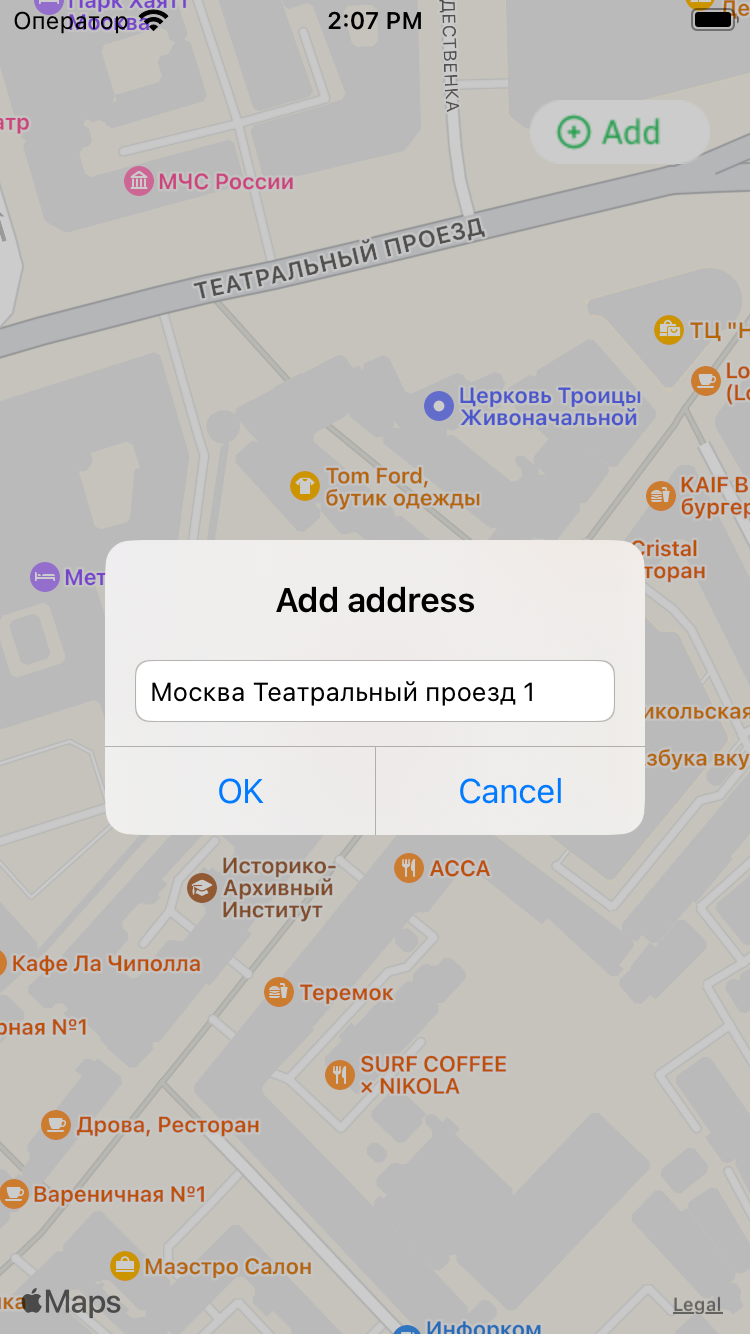 Парк Хаятт
Москва
Оператор
2:07 PM
Де
ДЕСТВЕНКА
атр
Add
МЧС России
ТЕАТРАЛЬНЫЙ ПРОЕЗД
ТЦ "Н
Lo
(Lo
Церковь Троицы
Живоначальной
Tom Ford,
бутик одежды
KAIF B
бургер
Cristal
торан
Мет
Add address
Москва Театральный проезд 1
икольская
збука вку
OK
Cancel
Историко-
Архивный
Институт
АССА
Кафе Ла Чиполла
Теремок
рная №1
SURF COFFEE
× NIKOLA
Дрова, Ресторан
Вареничная №1
Маэстро Салон
ка
Maps
Legal
Инфорком